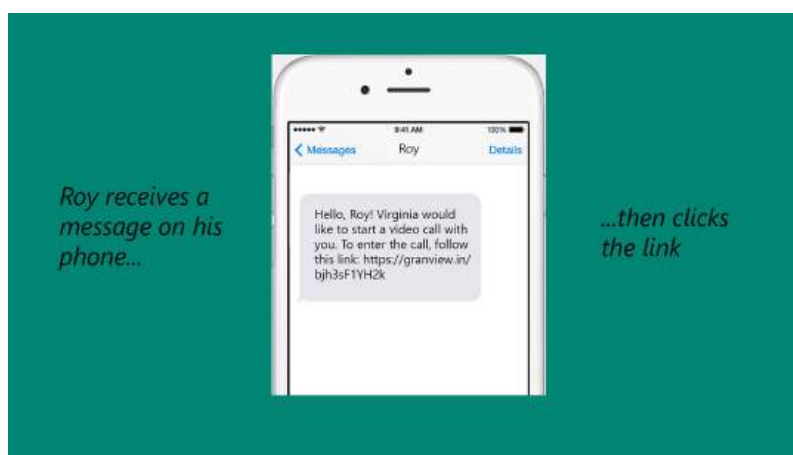 Roy receives a
message on his
phone...
9:41 AM
100%
Messages
Roy
Details
Hello, Roy! Virginia would
like to start a video call with
you. To enter the call, follow
this link: https://granview.in/
bjh3sF1YH2k
...then clicks
the link